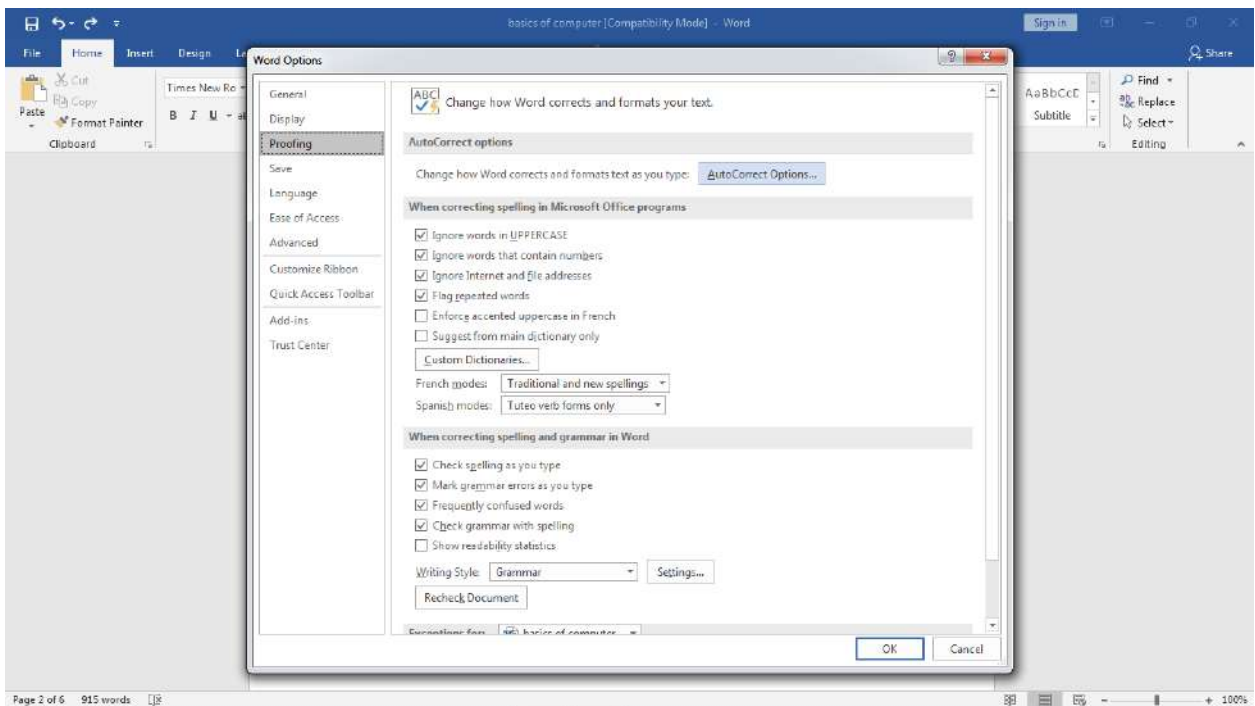 basics of computer [Compatibility Mode] - Word
Sign in
File Home Insert Design La
Share
Word Options
Paste
Cut
Copy
Format Painter
Clipboard
Times New Ro
B I U
General
Display
Proofing
Save
Language
Ease of Access
Advanced
Customize Ribbon
Quick Access Toolbar
Add-ins
Trust Center
ABC
Change how Word corrects and formats your text.
AutoCorrect options
Change how Word corrects and formats text as you type: AutoCorrect Options...
When correcting spelling in Microsoft Office programs
Ignore words in UPPERCASE
Ignore words that contain numbers
Ignore Internet and file addresses
Flag repeated words
Enforce accented uppercase in French
Suggest from main dictionary only
Custom Dictionaries...
French modes: Traditional and new spellings
Spanish modes: Tuteo verb forms only
When correcting spelling and grammar in Word
Check spelling as you type
Mark grammar errors as you type
Frequently confused words
Check grammar with spelling
Show readability statistics
Writing Style: Grammar Settings...
Recheck Document
Exceptions for: basics of computer
OK Cancel
AaBbCcD
Subtitle
Find
Replace
Select
Editing
Page 2 of 6 915 words
100%